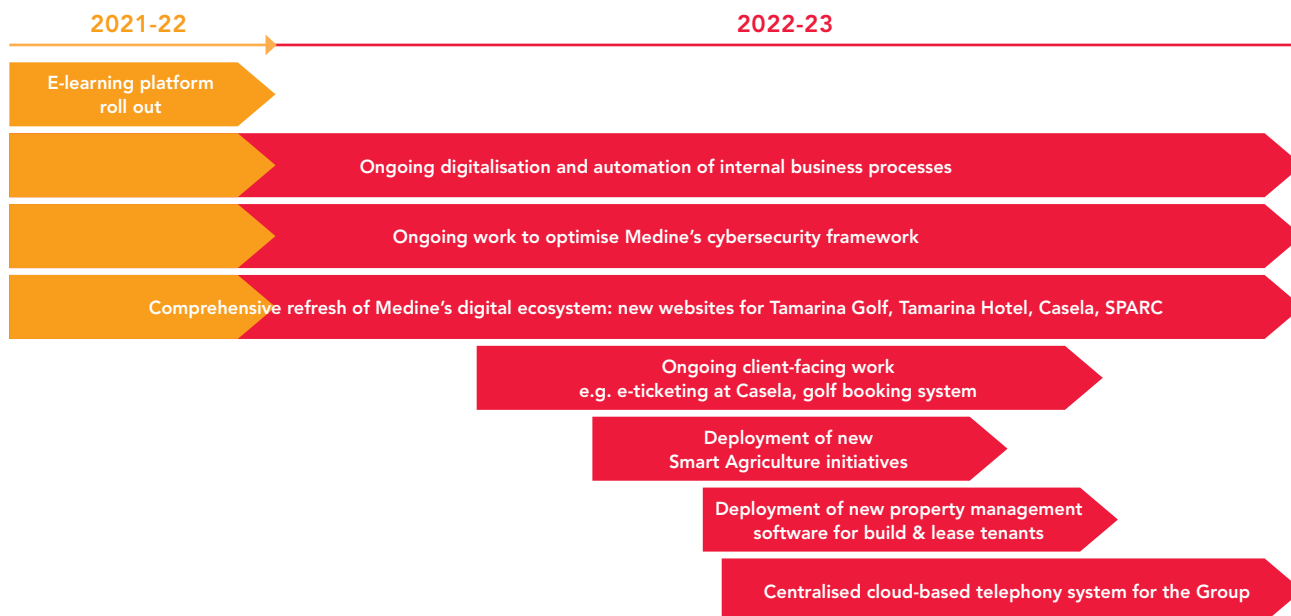 2021-22
2022-23
E-learning platform
roll out
Ongoing digitalisation and automation of internal business processes
Ongoing work to optimise Medine’s cybersecurity framework
Comprehensive refresh of Medine’s digital ecosystem: new websites for Tamarina Golf, Tamarina Hotel, Casela, SPARC
Ongoing client-facing work
e.g. e-ticketing at Casela, golf booking system
Deployment of new
Smart Agriculture initiatives
Deployment of new property management
software for build & lease tenants
Centralised cloud-based telephony system for the Group